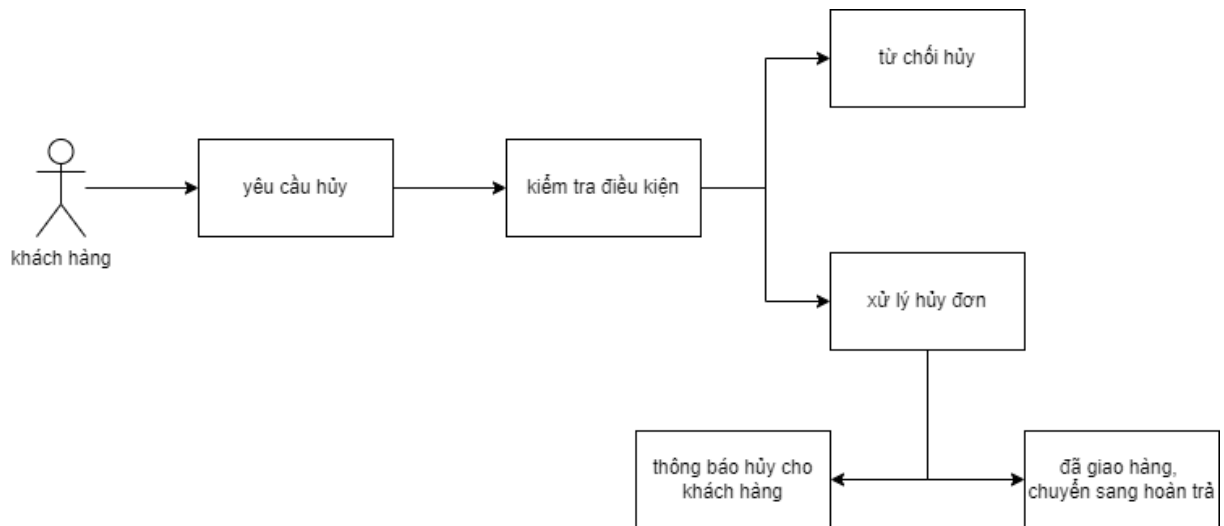 từ chối hủy
yêu cầu hủy
kiểm tra điều kiện
khách hàng
xử lý hủy đơn
thông báo hủy cho
khách hàng
đã giao hàng,
chuyển sang hoàn trả